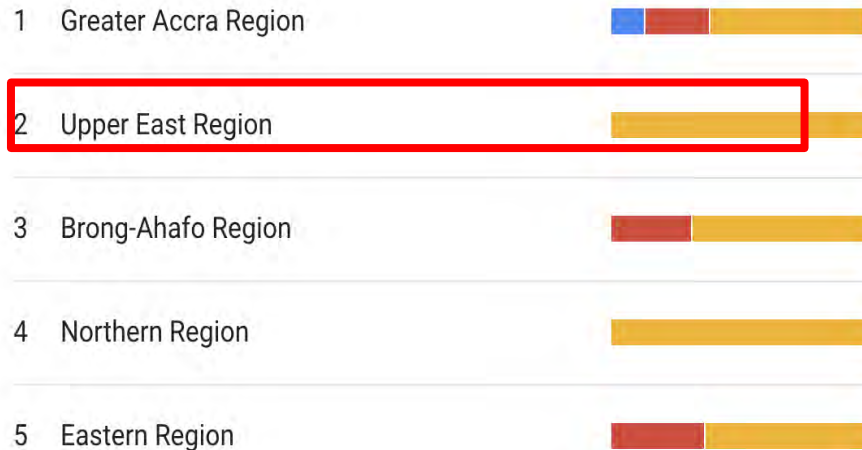 1 Greater Accra Region
2 Upper East Region
3 Brong-Ahafo Region
4 Northern Region
5 Eastern Region